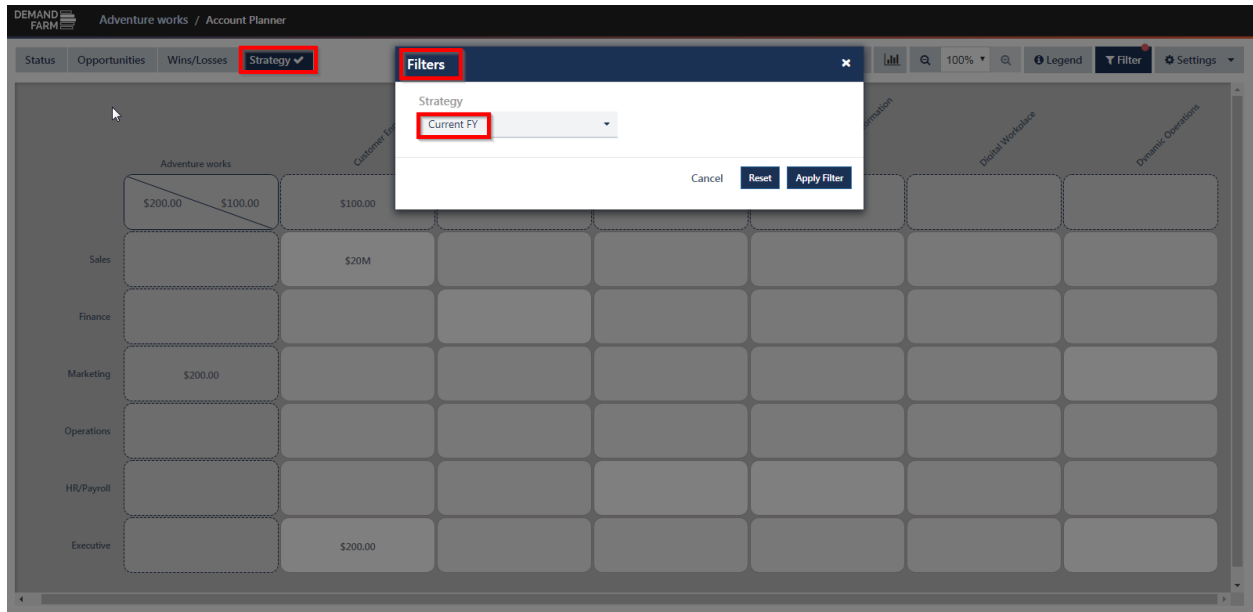 DEMAND
FARM
Adventure works / Account Planner
Status Opportunities Wins/Losses Strategy
100%
Legend
Filter
Settings
Filters
Strategy
Current FY
Cancel Reset Apply Filter
Adventure works
Digital Workplace
Dynamic Operations
$200.00 $100.00 $100.00
Sales $20M
Finance
Marketing $200.00
Operations
HR/Payroll
Executive $200.00